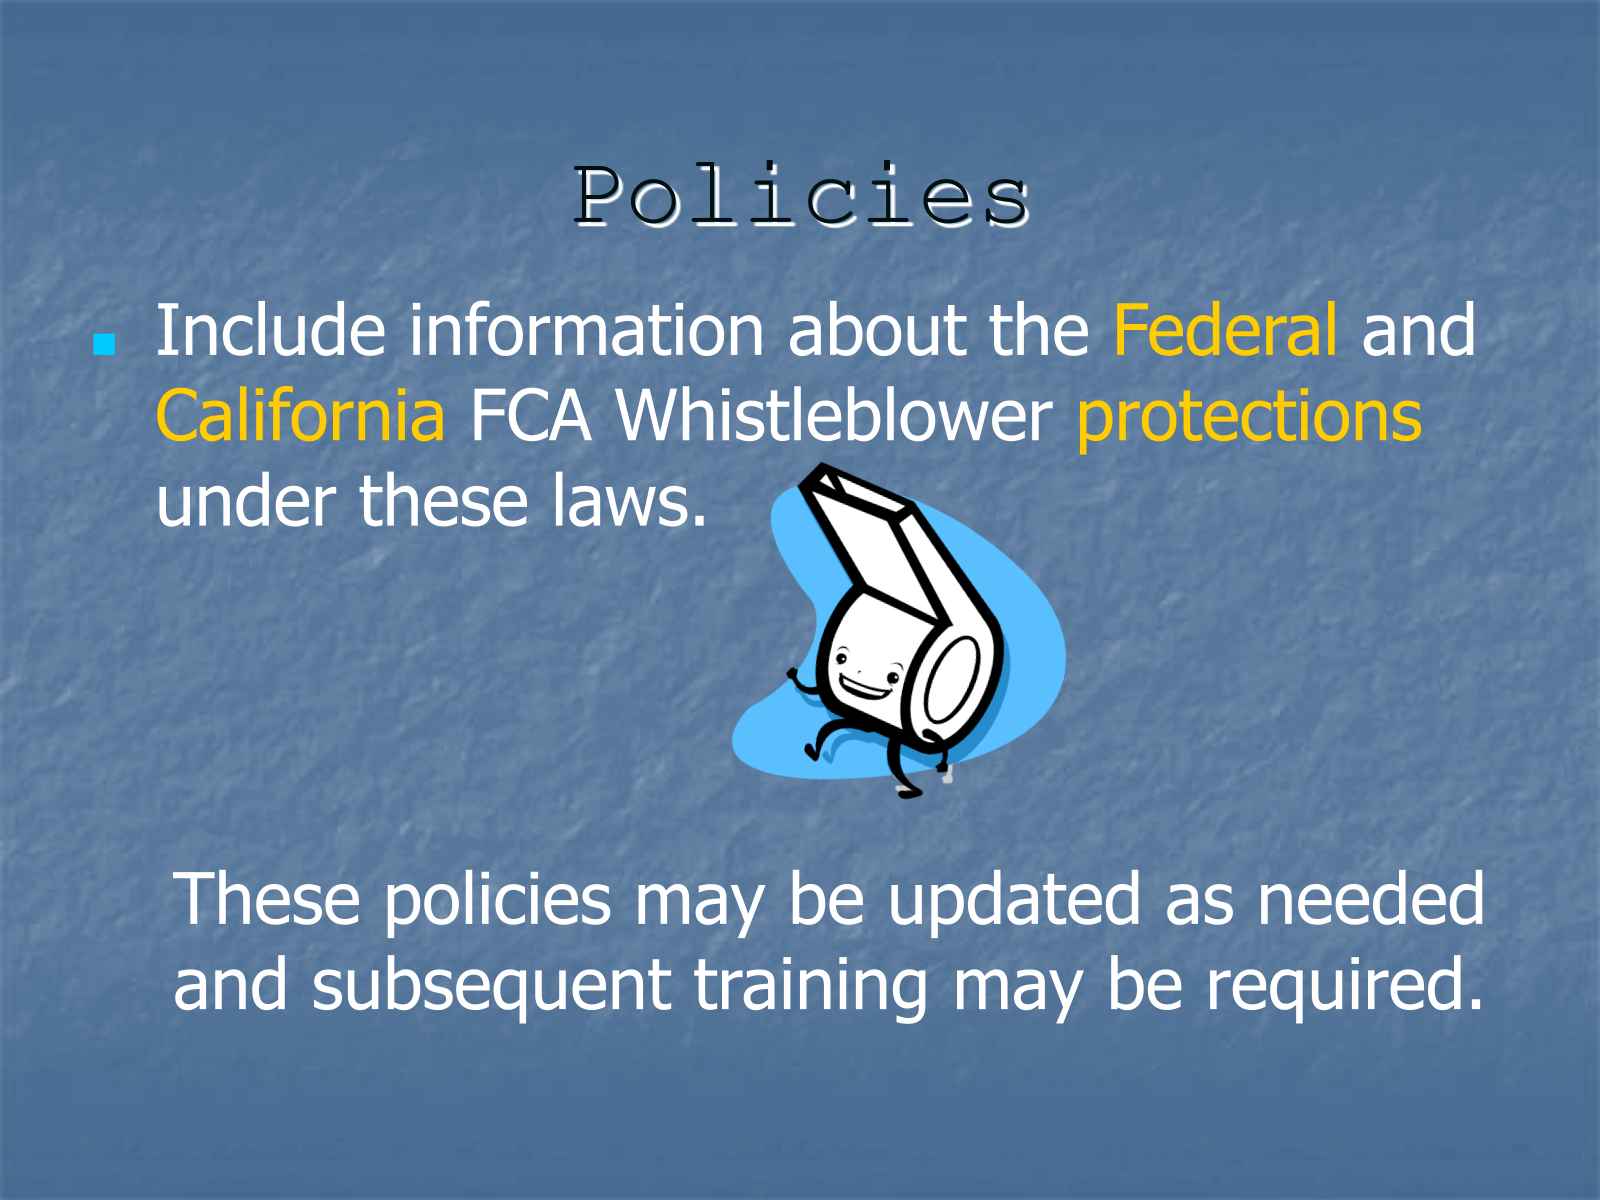 Policies
Include information about the Federal and
California FCA Whistleblower protections
under these laws.
These policies may be updated as needed
and subsequent training may be required.